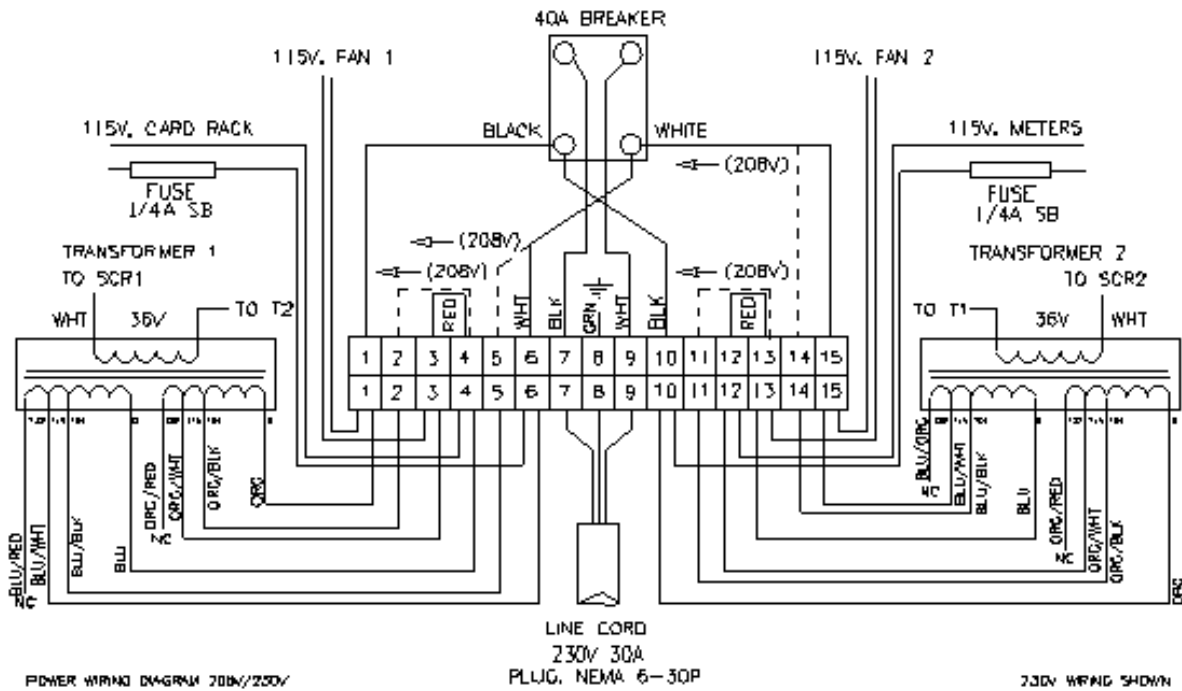 40A BREAKER
115V. FAN 1
115V. FAN 2
115V. CARD RACK
BLACK
WHITE
115V. METERS
(208V)
FUSE
1/4A SB
FUSE
1/4A SB
(208V)
TRANSFORMER 1
(208V)
(208V)
TRANSFORMER 2
TO SCR1
TO SCR2
TO T2
TO T1
WHT
36V
RED
WHT
BLK
GRN
WHT
BLK
RED
36V
WHT
1 2 3 4 5 6 7 8 9 10 11 12 13 14 15
1 2 3 4 5 6 7 8 9 10 11 12 13 14 15
BLU/RED
NC
BLU/WHT
BLU/BLK
BLU
ORG/RED
NC
ORG/WHT
ORG/BLK
ORG
BLU/ORG
NC
BLU/WHT
BLU/BLK
BLU
ORG/RED
NC
ORG/WHT
ORG/BLK
ORG
LINE CORD
230V 30A
PLUG, NEMA 6-30P
POWER WIRING DIAGRAM 208V/230V
230V WIRING SHOWN